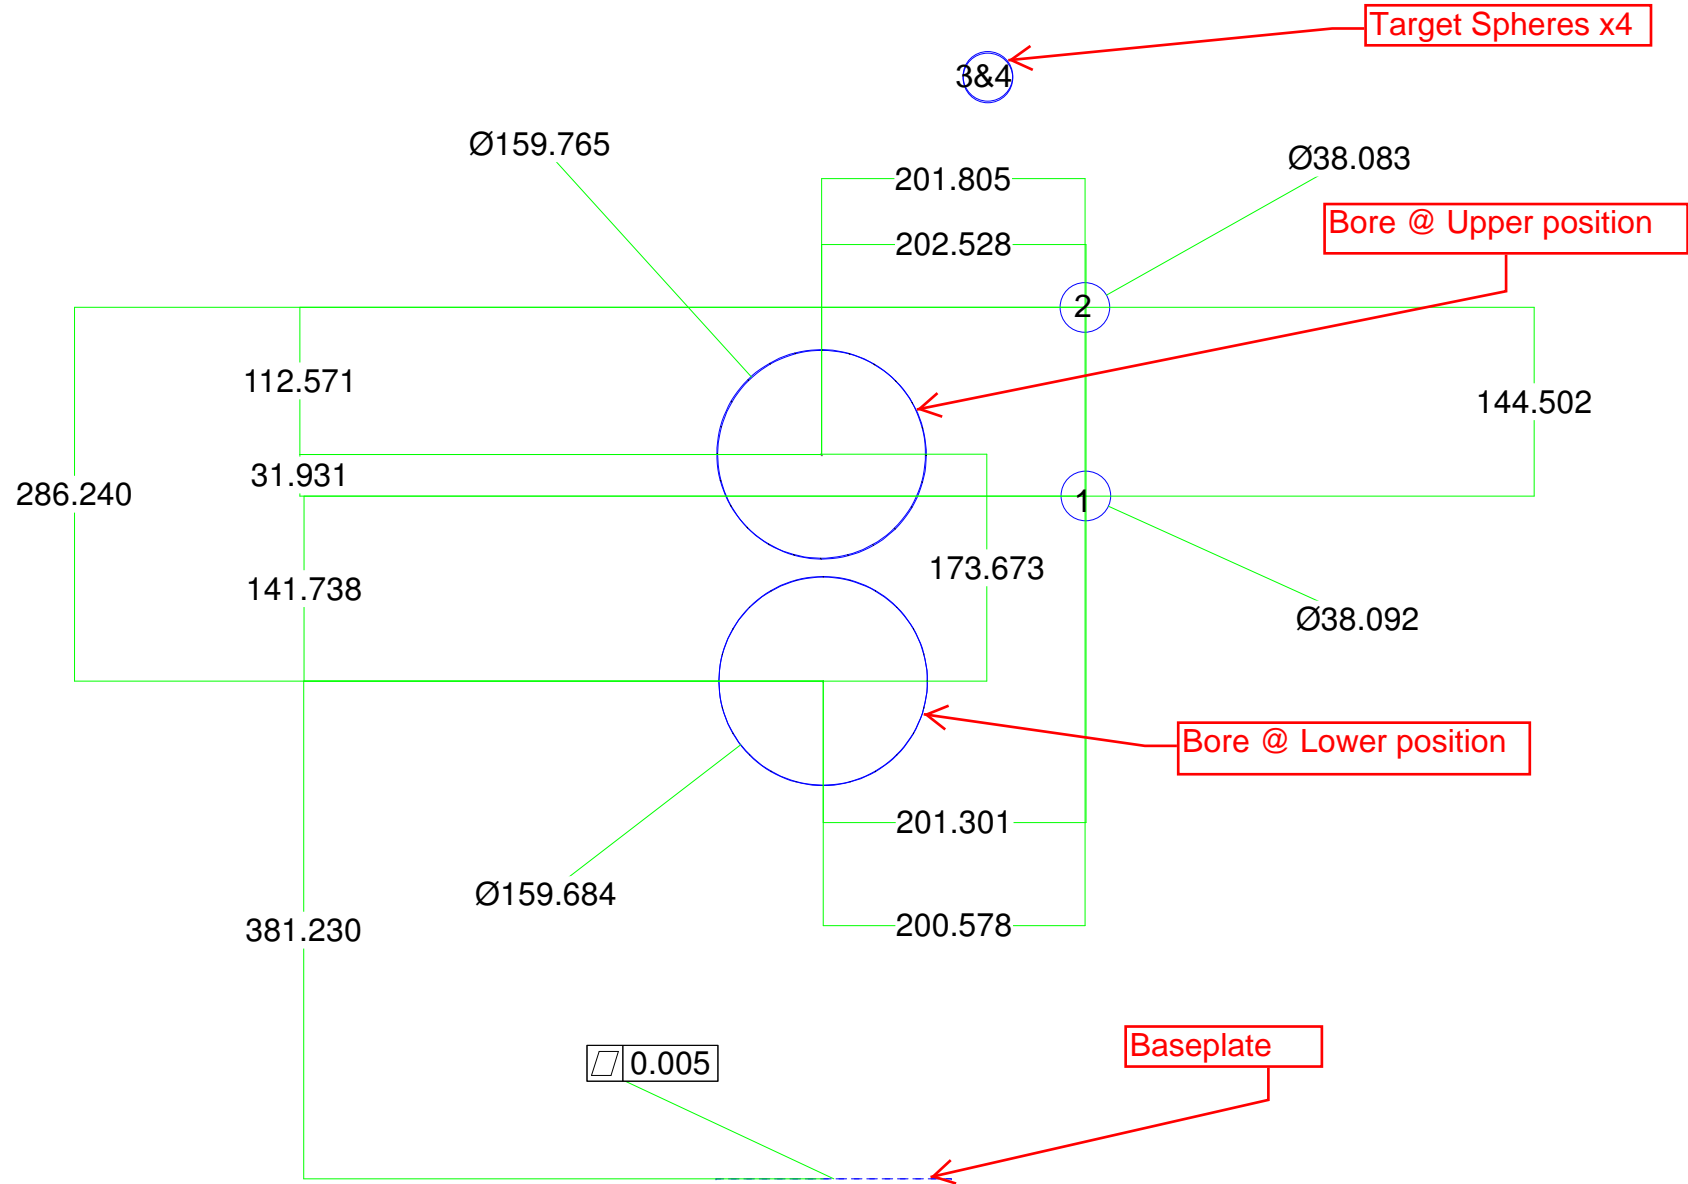 Target Spheres x4
3&4
Ø159.765
Ø38.083
201.805
Bore @ Upper position
202.528
2
112.571
144.502
31.931
286.240
1
173.673
141.738
Ø38.092
Bore @ Lower position
201.301
Ø159.684
200.578
381.230
Baseplate
0.005